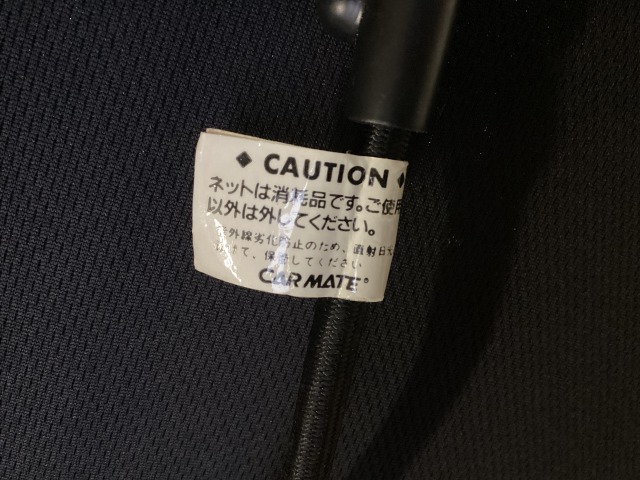 ◆ CAUTION ◆
ネットは消耗品です。ご使用
以外は外してください。
外線劣化防止のため、直射日光
けて、保管してください
CAR MATE®